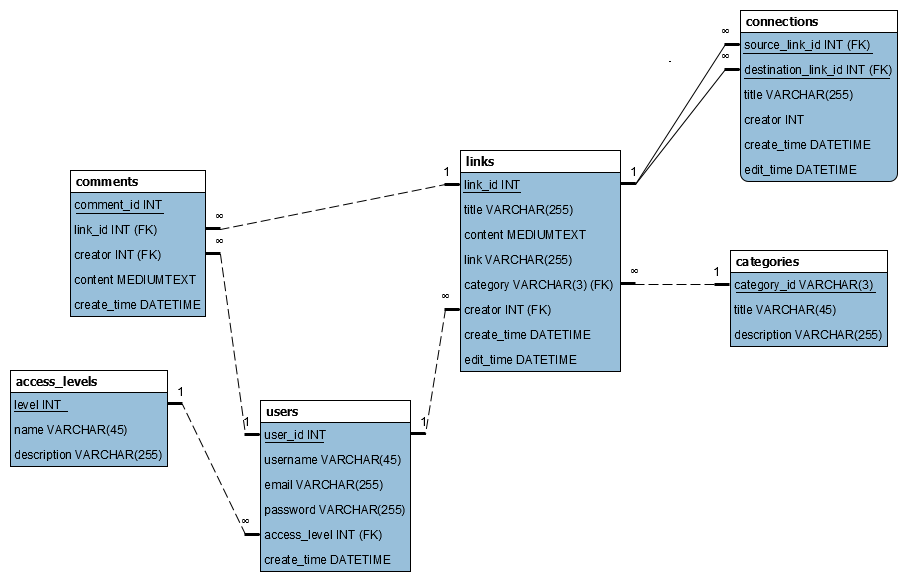 connections
source_link_id INT (FK)
destination_link_id INT (FK)
title VARCHAR(255)
creator INT
create_time DATETIME
edit_time DATETIME
∞
∞
links
link_id INT
title VARCHAR(255)
content MEDIUMTEXT
link VARCHAR(255)
category VARCHAR(3) (FK)
creator INT (FK)
create_time DATETIME
edit_time DATETIME
1
1
∞
∞
comments
comment_id INT
link_id INT (FK)
creator INT (FK)
content MEDIUMTEXT
create_time DATETIME
∞
∞
categories
category_id VARCHAR(3)
title VARCHAR(45)
description VARCHAR(255)
1
access_levels
level INT
name VARCHAR(45)
description VARCHAR(255)
1
users
user_id INT
username VARCHAR(45)
email VARCHAR(255)
password VARCHAR(255)
access_level INT (FK)
create_time DATETIME
1
1
∞